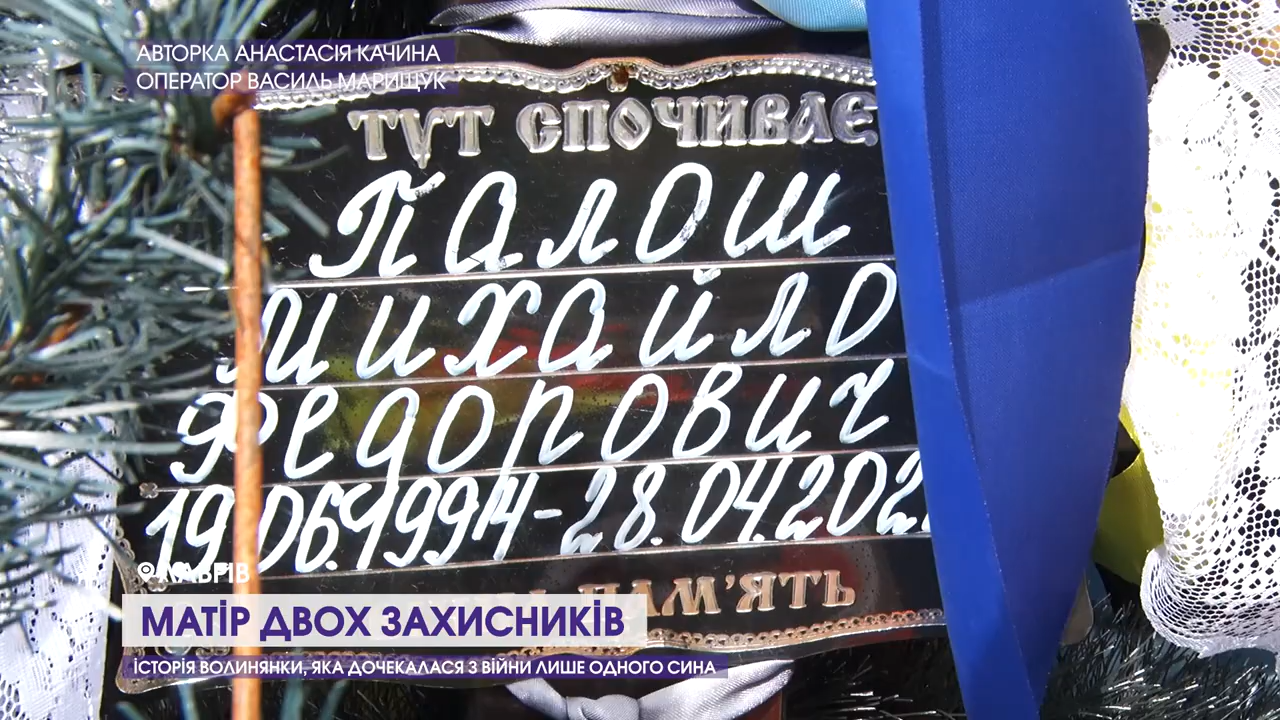 АВТОРКА АНАСТАСІЯ КАЧИНА
ОПЕРАТОР ВАСИЛЬ МАРИЩУК
ТУТ СПОЧИВАЄ
Палош
Михайло
Федорович
19.06.1994-28.04.202
ПАМ'ЯТЬ
МАТІР ДВОХ ЗАХИСНИКІВ
ІСТОРІЯ ВОЛИНЯНКИ, ЯКА ДОЧЕКАЛАСЯ З ВІЙНИ ЛИШЕ ОДНОГО СИНА